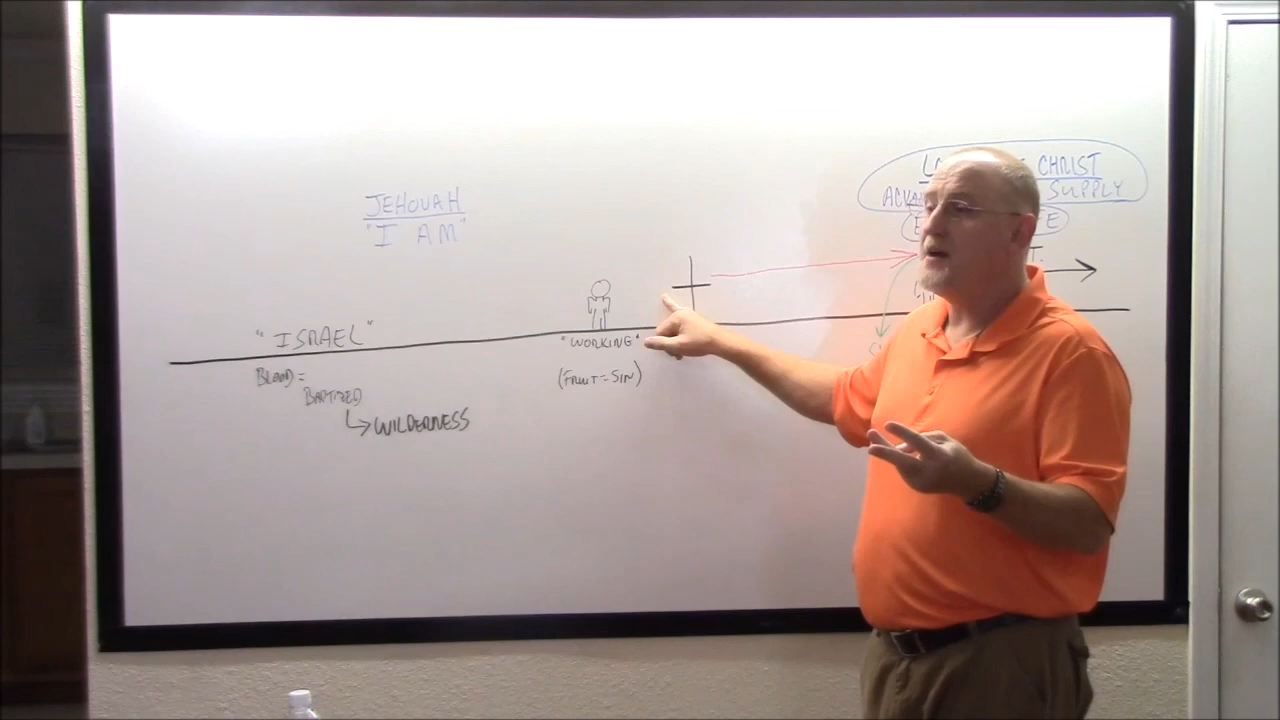 JEHOVAH
"I AM"
CHRIST
SUPPLY
"ISRAEL"
BLOOD =
BAPTIZED
WILDERNESS
"WORKING"
(FRUIT = SIN)